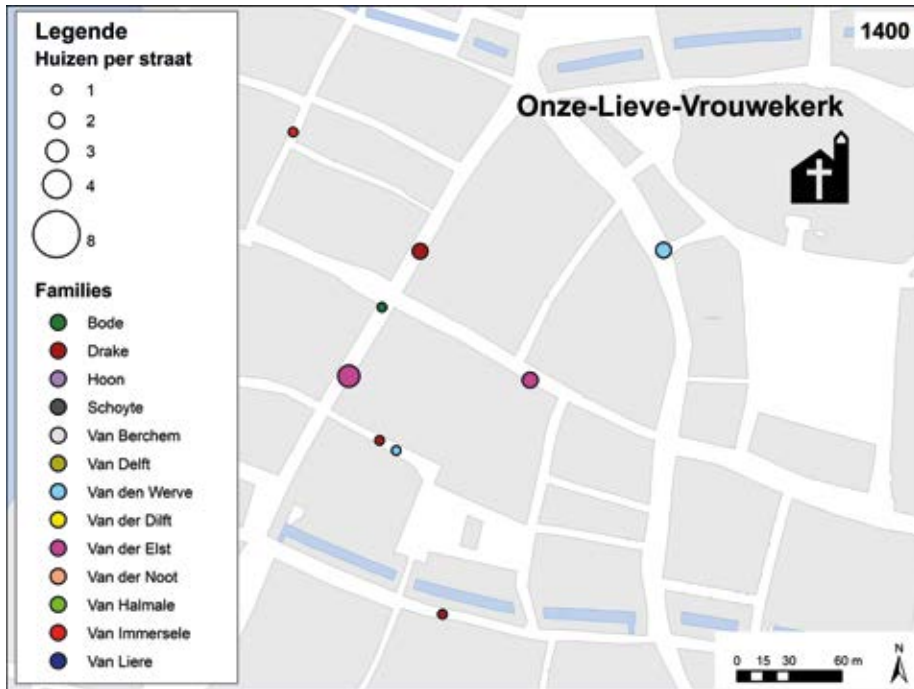 Legende
Huizen per straat
1
2
3
4
8
Families
Bode
Drake
Hoon
Schoyte
Van Berchem
Van Delft
Van den Werve
Van der Dilft
Van der Elst
Van der Noot
Van Halmale
Van Immersele
Van Liere
1400
Onze-Lieve-Vrouwekerk
0 15 30 60 m
N